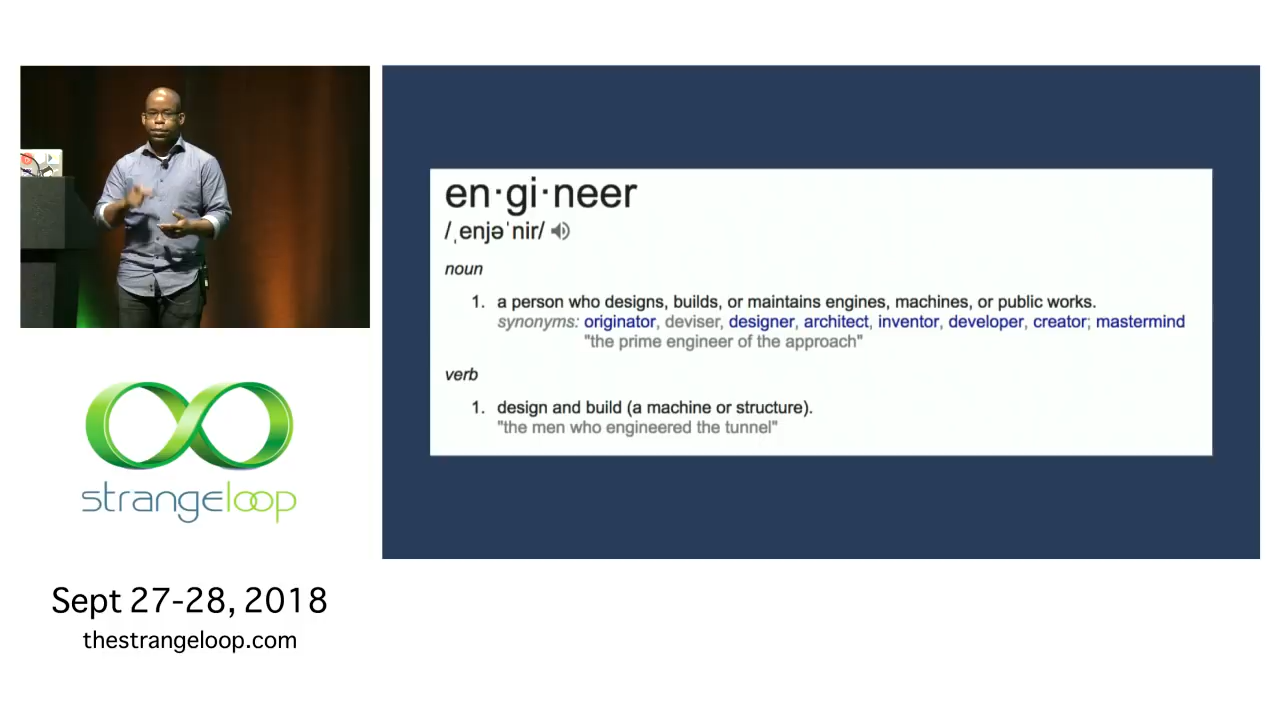 en·gi·neer
/ˌenjəˈnir/
noun
1. a person who designs, builds, or maintains engines, machines, or public works.
synonyms: originator, deviser, designer, architect, inventor, developer, creator; mastermind
"the prime engineer of the approach"
verb
1. design and build (a machine or structure).
"the men who engineered the tunnel"
strangeloop
Sept 27-28, 2018
thestrangeloop.com